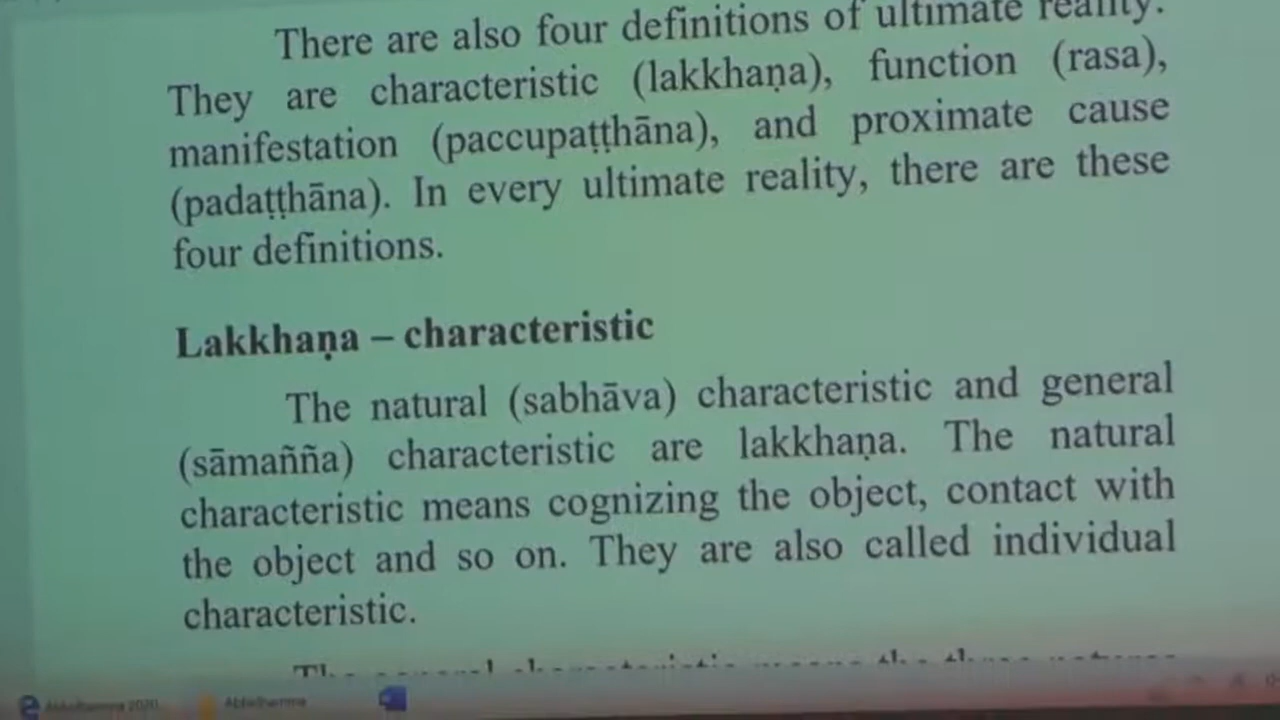 There are also four definitions of ultimate reality.
They are characteristic (lakkhaṇa), function (rasa),
manifestation (paccupaṭṭhāna), and proximate cause
(padaṭṭhāna). In every ultimate reality, there are these
four definitions.
Lakkhaṇa – characteristic
The natural (sabhāva) characteristic and general
(sāmañña) characteristic are lakkhaṇa. The natural
characteristic means cognizing the object, contact with
the object and so on. They are also called individual
characteristic.
Abhidhamma 2020 Abhidhamma